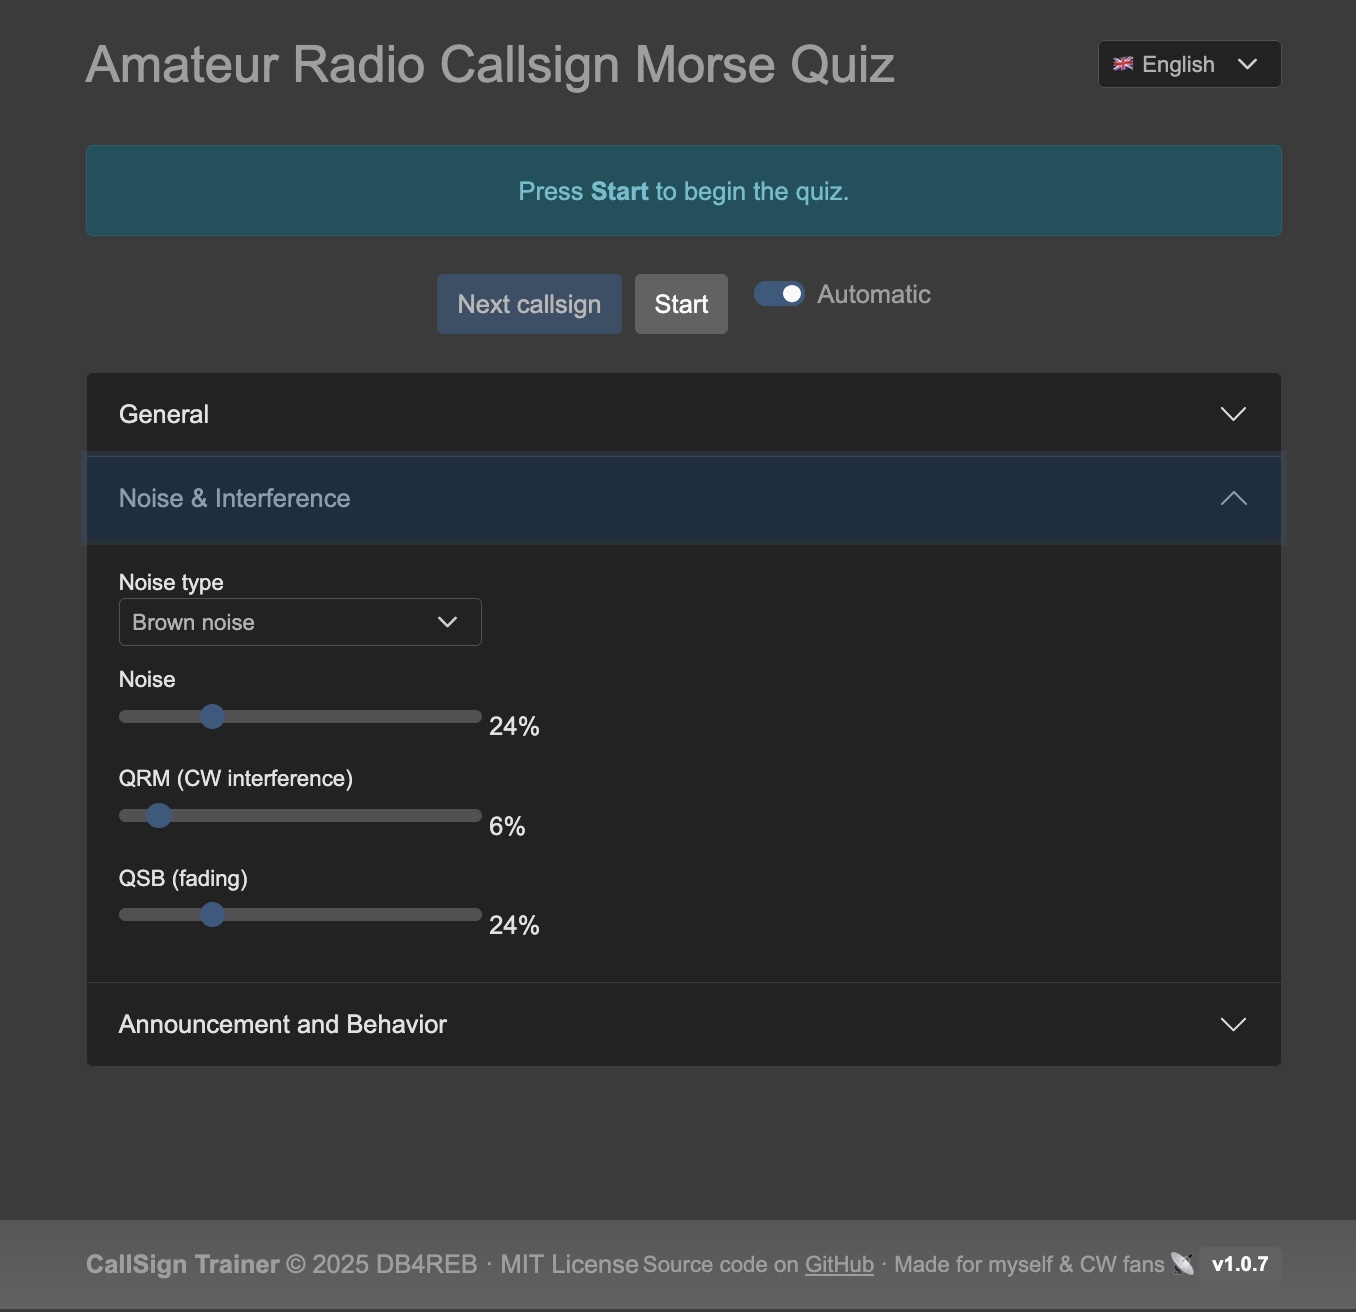 Amateur Radio Callsign Morse Quiz
English
Press Start to begin the quiz.
Next callsign Start Automatic
General
Noise & Interference
Noise type
Brown noise
Noise
24%
QRM (CW interference)
6%
QSB (fading)
24%
Announcement and Behavior
CallSign Trainer © 2025 DB4REB · MIT License Source code on GitHub · Made for myself & CW fans 📡 v1.0.7